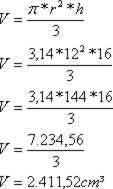 V = π*r²*h
3
V = 3,14*12²*16
3
V = 3,14*144*16
3
V = 7.234,56
3
V = 2.411,52cm³